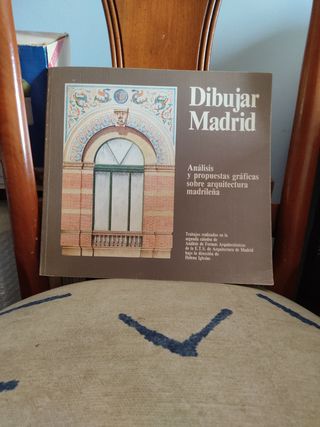 Dibujar
Madrid
Análisis
y propuestas gráficas
sobre arquitectura
madrileña
Trabajos realizados en la
segunda cátedra de
Análisis de Formas Arquitectónicas
de la E.T.S. de Arquitectura de Madrid
bajo la dirección de
Helena Iglesias